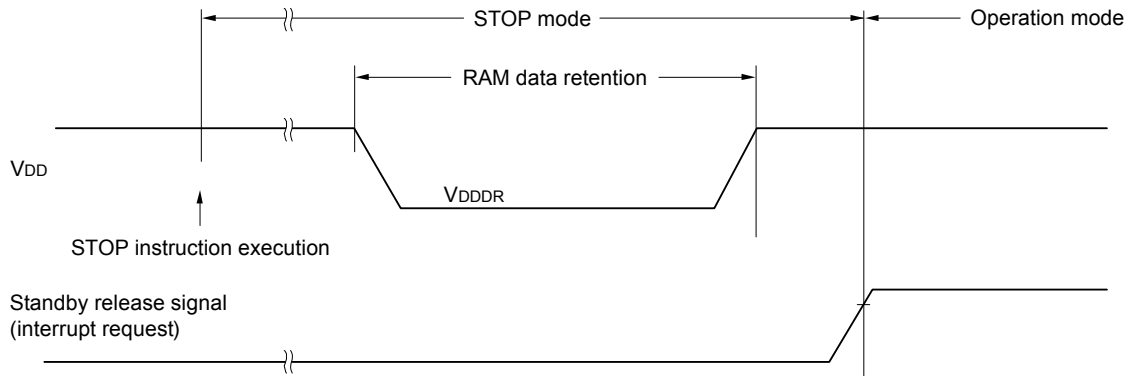 STOP mode
Operation mode
RAM data retention
VDD
VDDDR
STOP instruction execution
Standby release signal
(interrupt request)